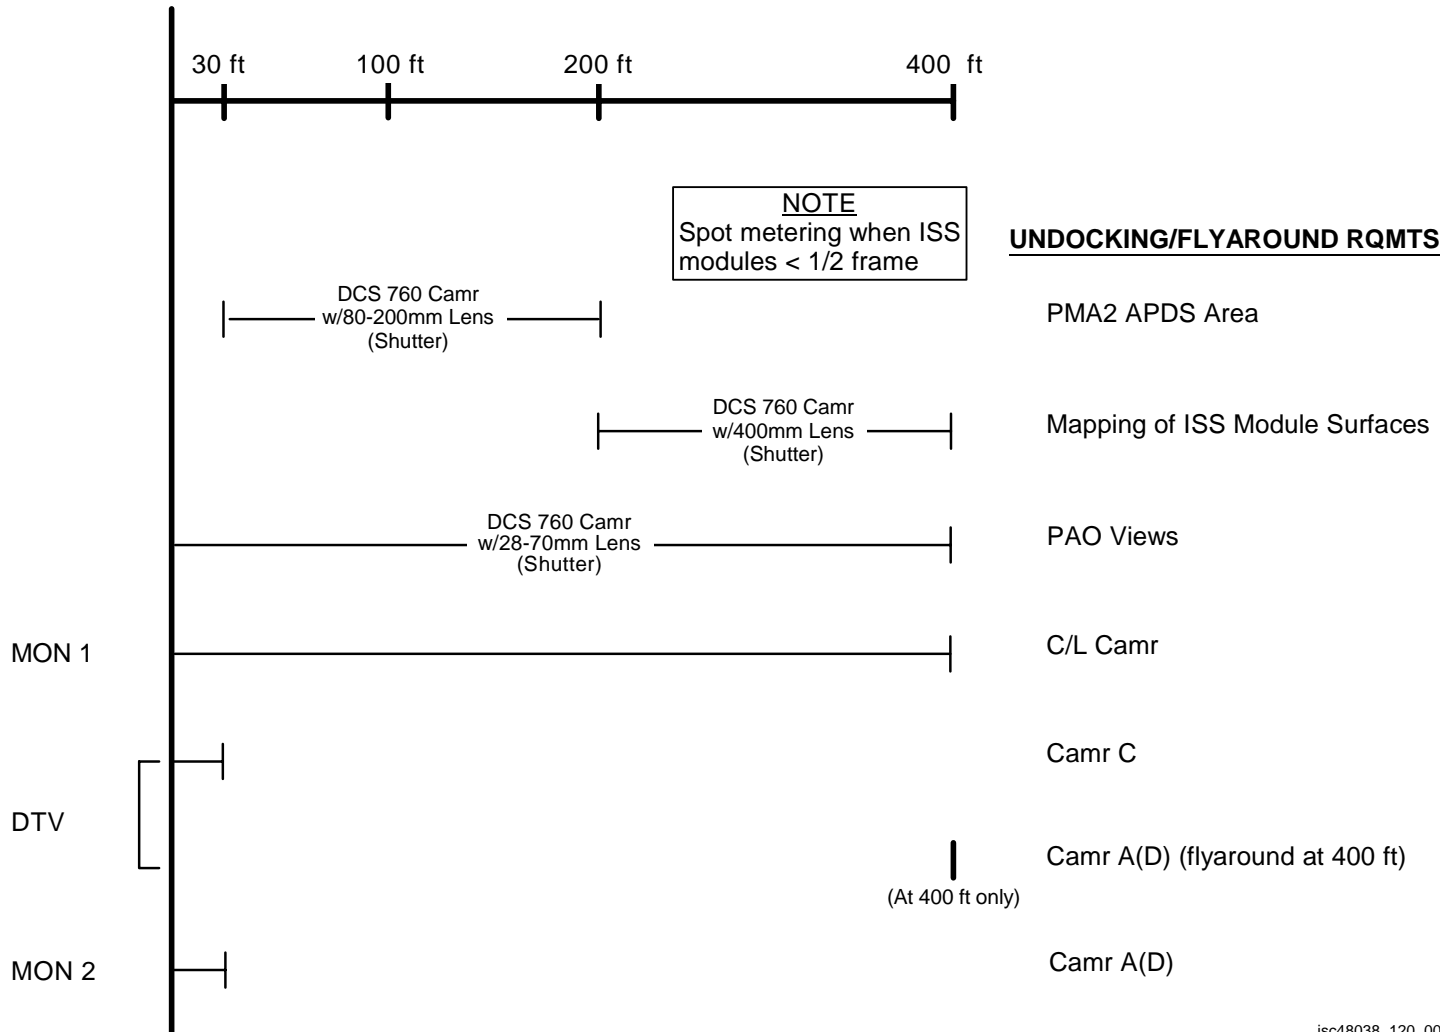 30 ft
100 ft
200 ft
400 ft
NOTE
Spot metering when ISS
modules < 1/2 frame
UNDOCKING/FLYAROUND RQMTS
DCS 760 Camr
w/80-200mm Lens
(Shutter)
PMA2 APDS Area
DCS 760 Camr
w/400mm Lens
(Shutter)
Mapping of ISS Module Surfaces
DCS 760 Camr
w/28-70mm Lens
(Shutter)
PAO Views
MON 1
C/L Camr
Camr C
DTV
Camr A(D) (flyaround at 400 ft)
(At 400 ft only)
MON 2
Camr A(D)